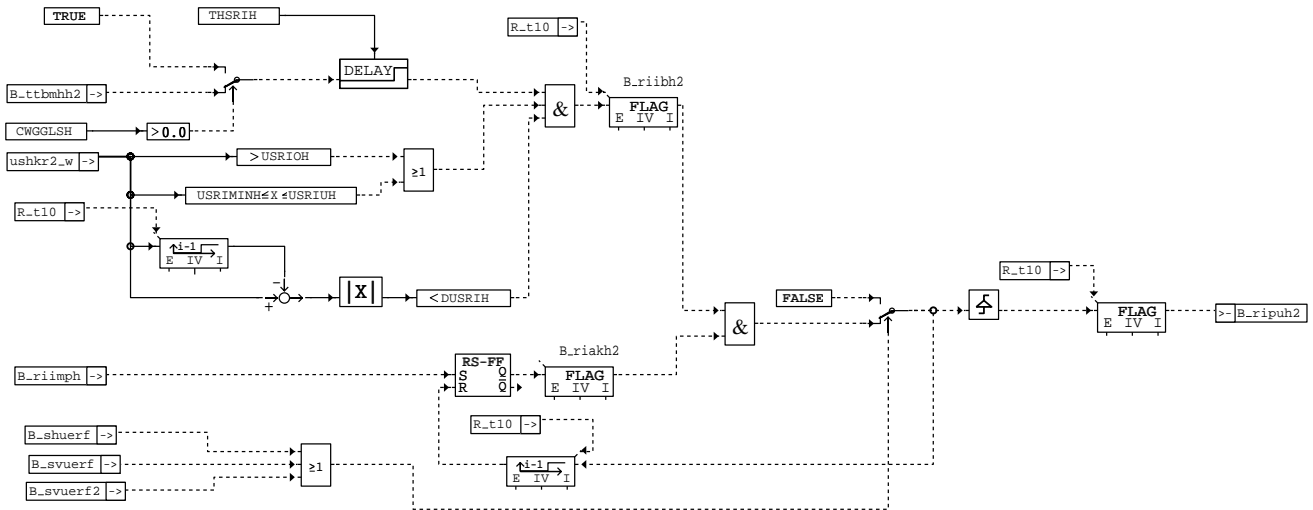 TRUE
THSRIH
R_t10 ->
B_ttbmhh2 ->
DELAY
B_riibh2
FLAG
E IV I
&
CWGGLSH
>0.0
ushkr2_w ->
>USRIOH
≥1
USRIMINH≤X≤USRIUH
R_t10 ->
i-1
E IV I
-
+
|X|
<DUSRIH
FALSE
R_t10 ->
&
FLAG
E IV I
>- B_ripuh2
B_riimph ->
RS-FF
S Q
R Q
B_riakh2
FLAG
E IV I
R_t10 ->
B_shuerf ->
B_svuerf ->
B_svuerf2 ->
≥1
i-1
E IV I